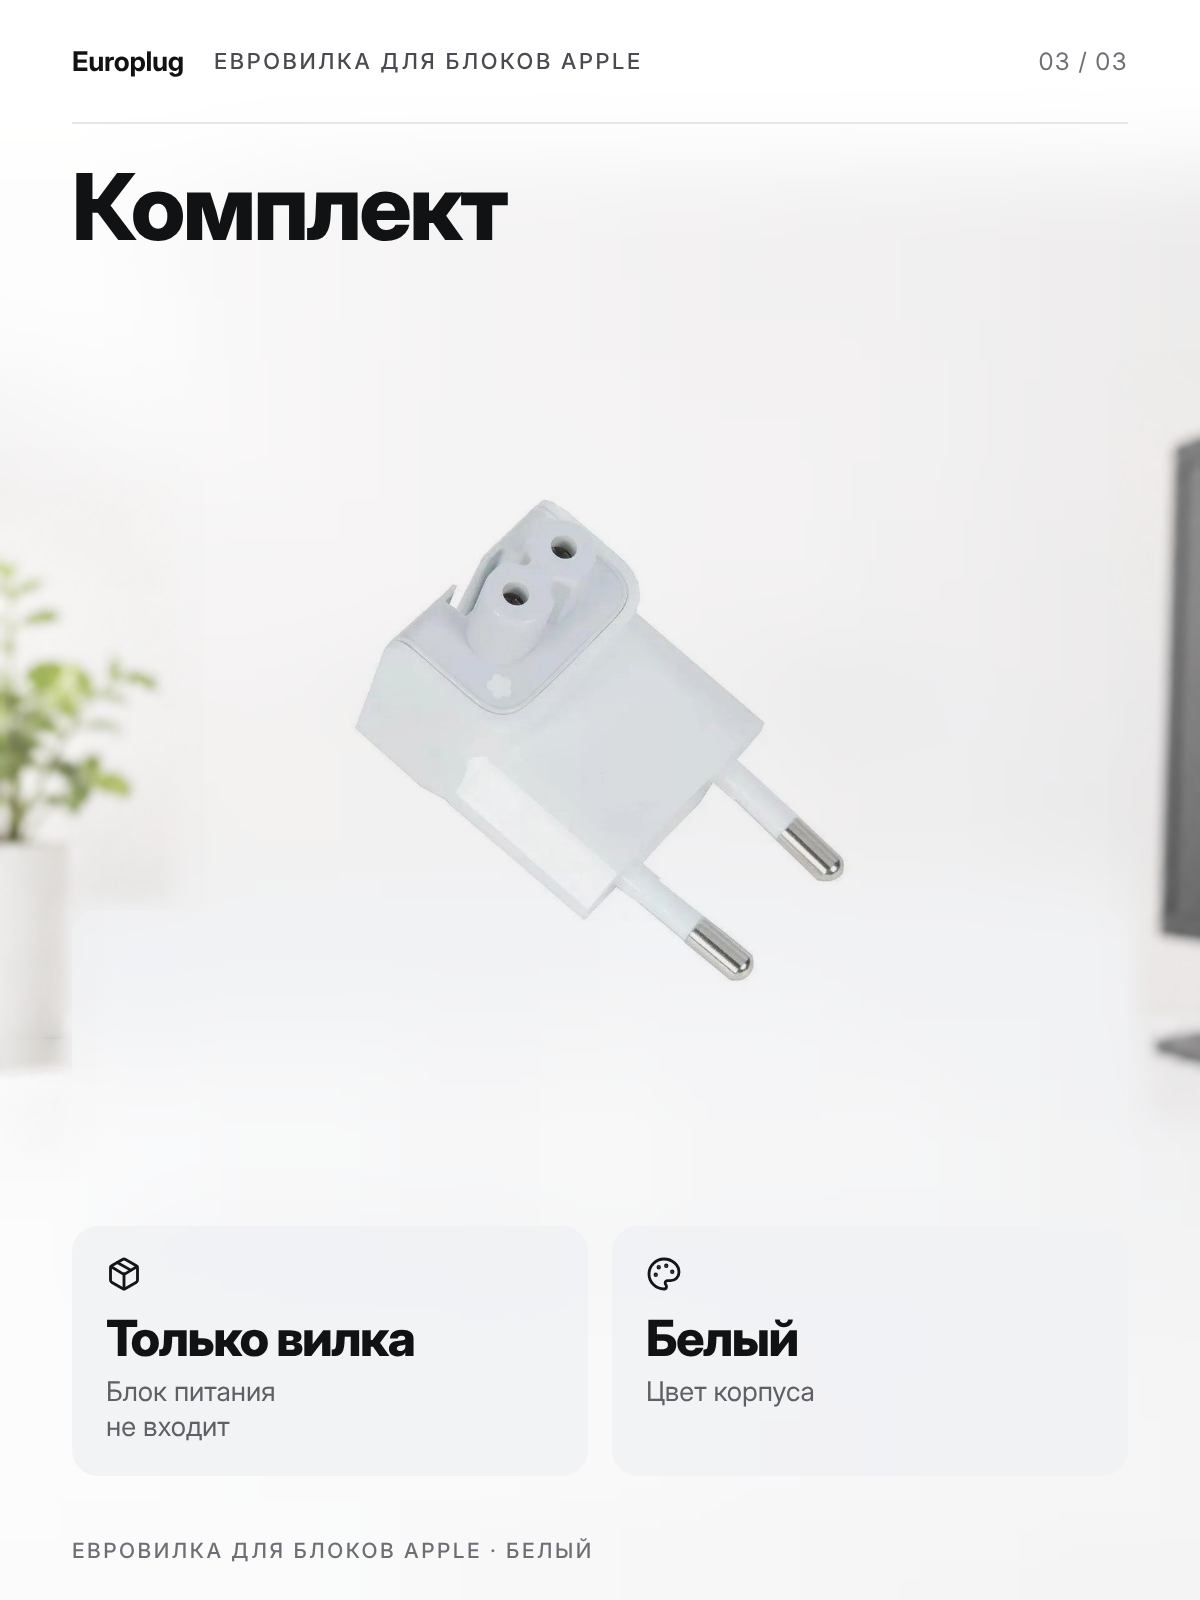 Europlug ЕВРОВИЛКА ДЛЯ БЛОКОВ APPLE 03 / 03
Комплект
Только вилка
Блок питания
не входит
Белый
Цвет корпуса
ЕВРОВИЛКА ДЛЯ БЛОКОВ APPLE · БЕЛЫЙ